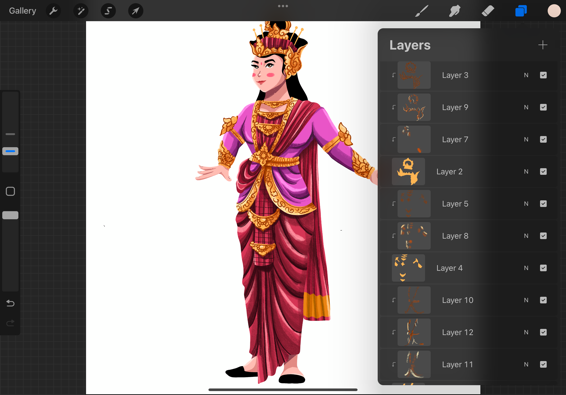 Gallery
Layers
Layer 3 N
Layer 9 N
Layer 7 N
Layer 2 N
Layer 5 N
Layer 8 N
Layer 4 N
Layer 10 N
Layer 12 N
Layer 11 N